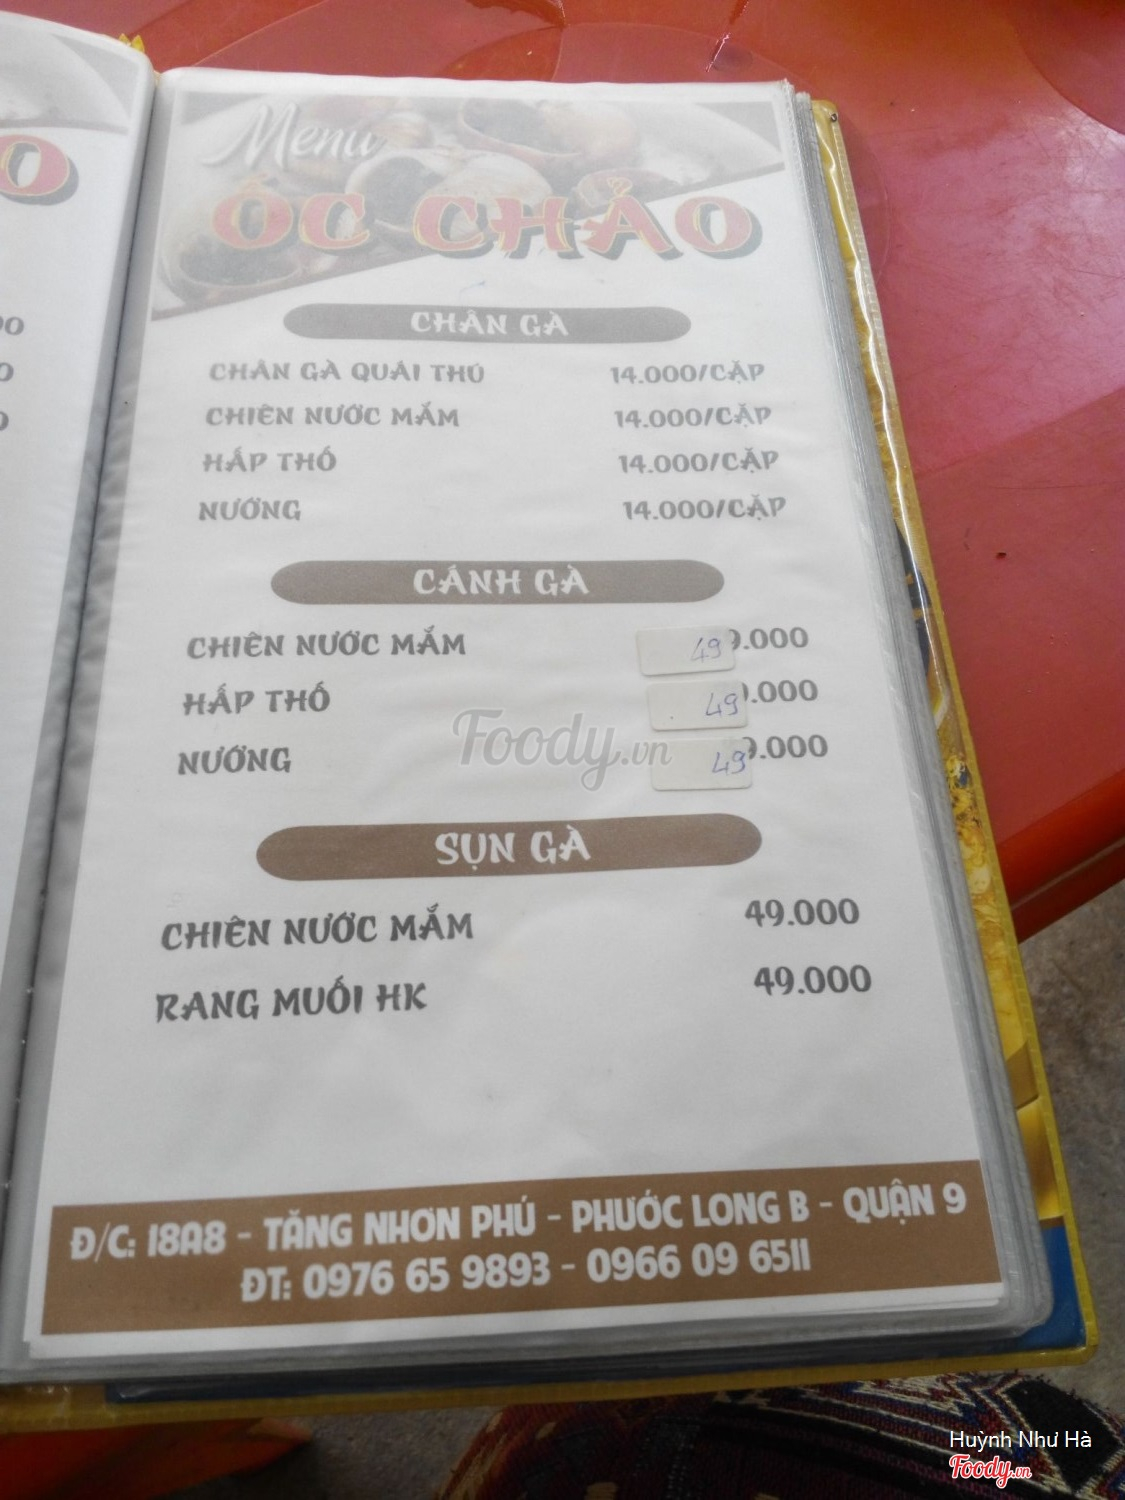 Menu
ỐC CHẢO
CHÂN GÀ
CHÂN GÀ QUÁI THÚ 14.000/CẶP
CHIÊN NƯỚC MẮM 14.000/CẶP
HẤP THỐ 14.000/CẶP
NƯỚNG 14.000/CẶP
CÁNH GÀ
CHIÊN NƯỚC MẮM 49 9.000
HẤP THỐ 49 .000
NƯỚNG 49 9.000
Foody.vn
SỤN GÀ
CHIÊN NƯỚC MẮM 49.000
RANG MUỐI HK 49.000
Đ/C: 18A8 - TĂNG NHƠN PHÚ - PHƯỚC LONG B - QUẬN 9
ĐT: 0976 65 9893 - 0966 09 6511
Huỳnh Như Hà
Foody.vn